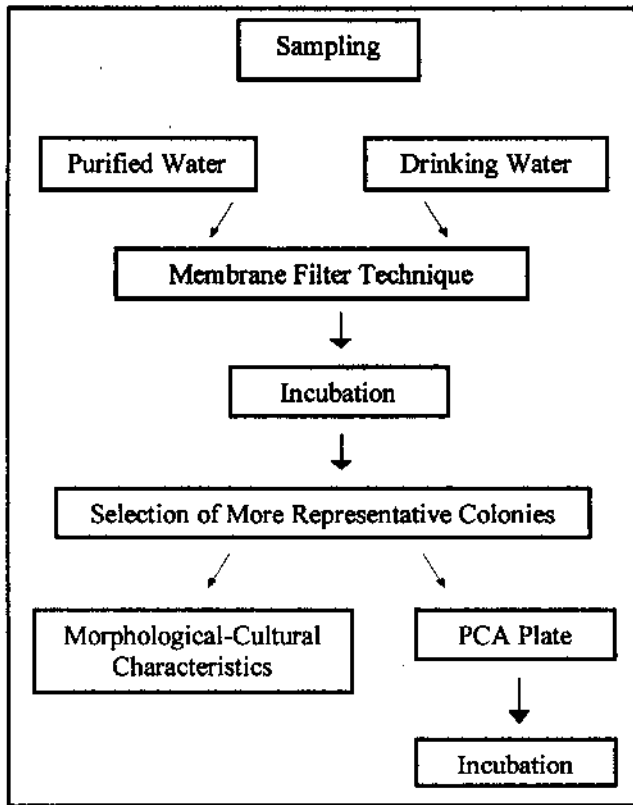 Sampling
Purified Water
Drinking Water
Membrane Filter Technique
Incubation
Selection of More Representative Colonies
Morphological-Cultural
Characteristics
PCA Plate
Incubation